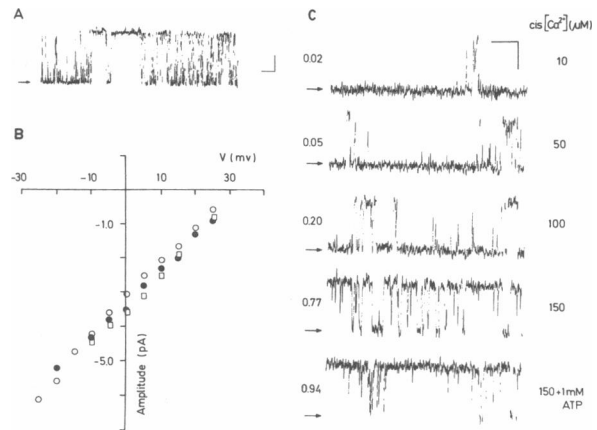 A
B
V (mv)
-30
-10
10
30
-1.0
-5.0
Amplitude (pA)
C
cis [Ca²⁺] (μM)
0.02
10
0.05
50
0.20
100
0.77
150
0.94
150+1mM
ATP